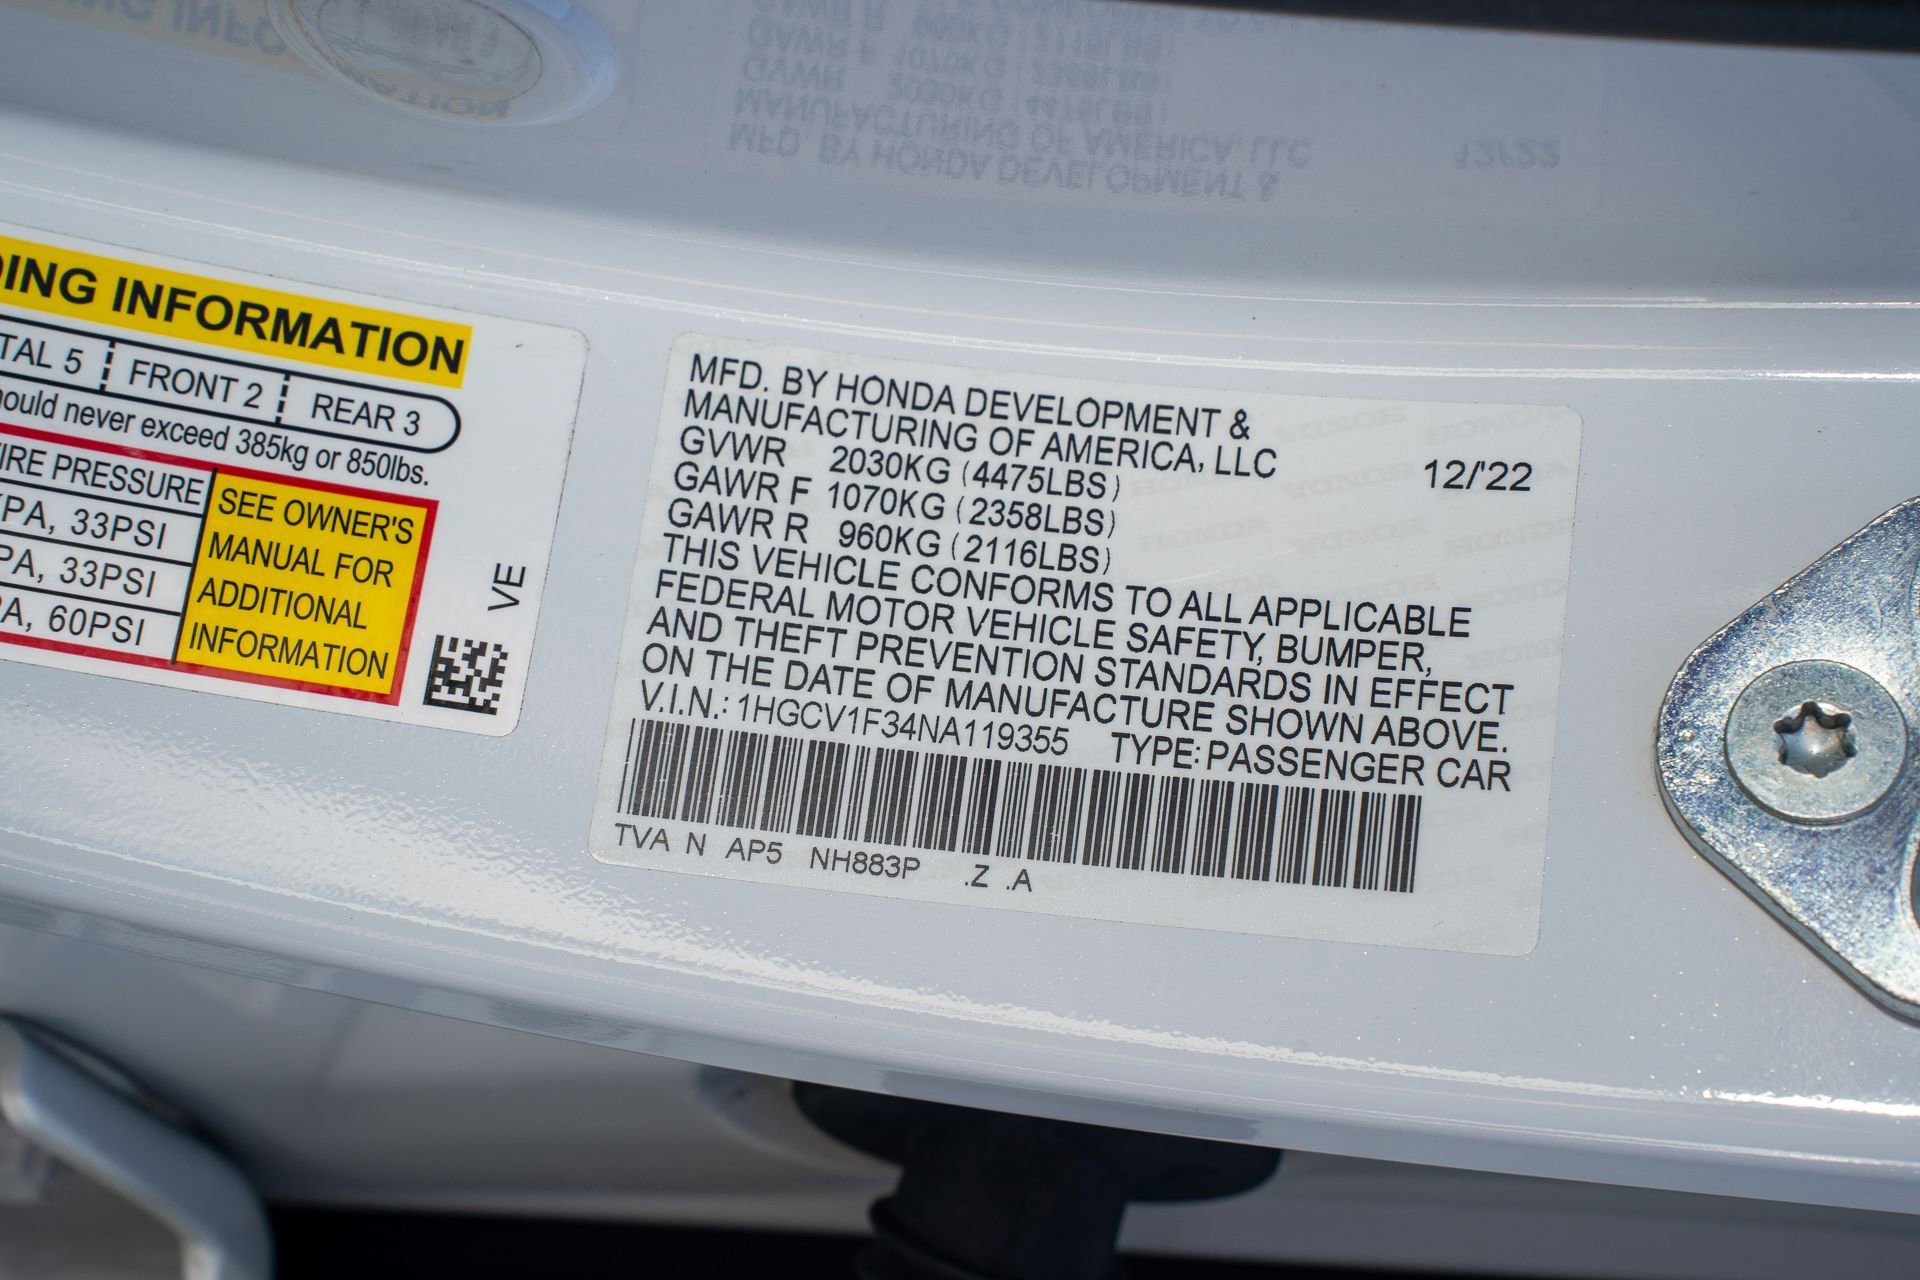 ING INFORMATION
TAL 5 FRONT 2 REAR 3
ould never exceed 385kg or 850lbs.
IRE PRESSURE
PA, 33PSI
PA, 33PSI
A, 60PSI
SEE OWNER'S
MANUAL FOR
ADDITIONAL
INFORMATION
VE
MFD. BY HONDA DEVELOPMENT &
MANUFACTURING OF AMERICA, LLC
GVWR 2030KG (4475LBS) 12/'22
GAWR F 1070KG (2358LBS)
GAWR R 960KG (2116LBS)
THIS VEHICLE CONFORMS TO ALL APPLICABLE
FEDERAL MOTOR VEHICLE SAFETY, BUMPER,
AND THEFT PREVENTION STANDARDS IN EFFECT
ON THE DATE OF MANUFACTURE SHOWN ABOVE.
V.I.N.: 1HGCV1F34NA119355 TYPE: PASSENGER CAR
TVA N AP5 NH883P .Z .A